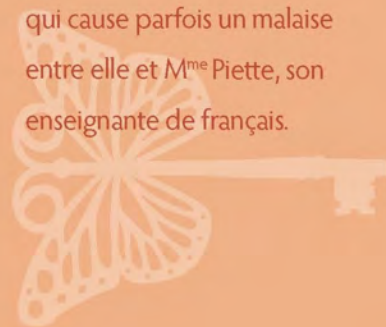 qui cause parfois un malaise
entre elle et Mᵐᵉ Piette, son
enseignante de français.